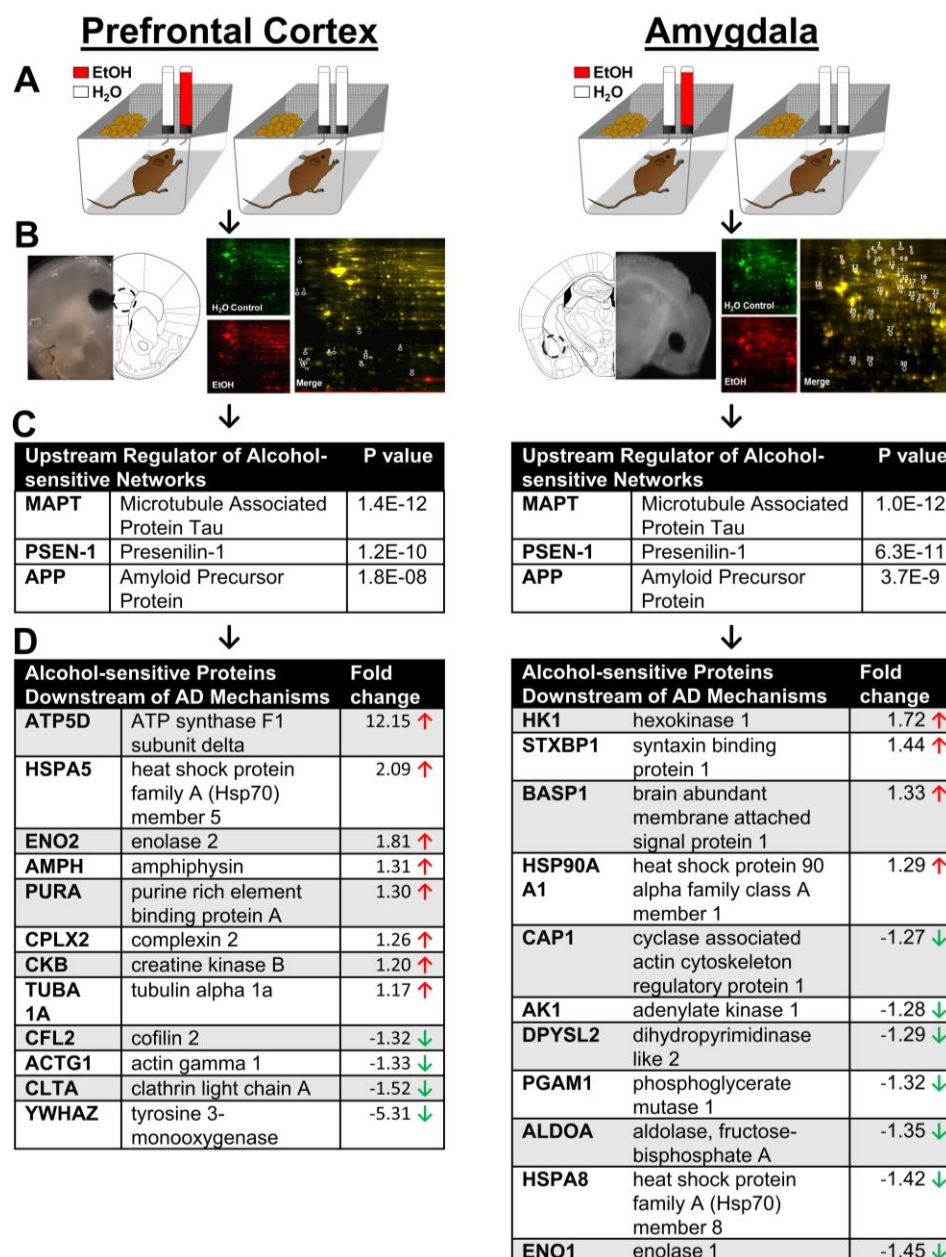 Prefrontal Cortex
Amygdala
A
EtOH
H₂O
EtOH
H₂O
B
H₂O Control
EtOH
Merge
H₂O Control
EtOH
Merge
C
Upstream Regulator of Alcohol-
sensitive Networks
P value
MAPT
Microtubule Associated
Protein Tau
1.4E-12
PSEN-1
Presenilin-1
1.2E-10
APP
Amyloid Precursor
Protein
1.8E-08
Upstream Regulator of Alcohol-
sensitive Networks
P value
MAPT
Microtubule Associated
Protein Tau
1.0E-12
PSEN-1
Presenilin-1
6.3E-11
APP
Amyloid Precursor
Protein
3.7E-9
D
Alcohol-sensitive Proteins
Downstream of AD Mechanisms
Fold
change
ATP5D
ATP synthase F1
subunit delta
12.15 ↑
HSPA5
heat shock protein
family A (Hsp70)
member 5
2.09 ↑
ENO2
enolase 2
1.81 ↑
AMPH
amphiphysin
1.31 ↑
PURA
purine rich element
binding protein A
1.30 ↑
CPLX2
complexin 2
1.26 ↑
CKB
creatine kinase B
1.20 ↑
TUBA
1A
tubulin alpha 1a
1.17 ↑
CFL2
cofilin 2
-1.32 ↓
ACTG1
actin gamma 1
-1.33 ↓
CLTA
clathrin light chain A
-1.52 ↓
YWHAZ
tyrosine 3-
monooxygenase
-5.31 ↓
Alcohol-sensitive Proteins
Downstream of AD Mechanisms
Fold
change
HK1
hexokinase 1
1.72 ↑
STXBP1
syntaxin binding
protein 1
1.44 ↑
BASP1
brain abundant
membrane attached
signal protein 1
1.33 ↑
HSP90A
A1
heat shock protein 90
alpha family class A
member 1
1.29 ↑
CAP1
cyclase associated
actin cytoskeleton
regulatory protein 1
-1.27 ↓
AK1
adenylate kinase 1
-1.28 ↓
DPYSL2
dihydropyrimidinase
like 2
-1.29 ↓
PGAM1
phosphoglycerate
mutase 1
-1.32 ↓
ALDOA
aldolase, fructose-
bisphosphate A
-1.35 ↓
HSPA8
heat shock protein
family A (Hsp70)
member 8
-1.42 ↓
ENO1
enolase 1
-1.45 ↓